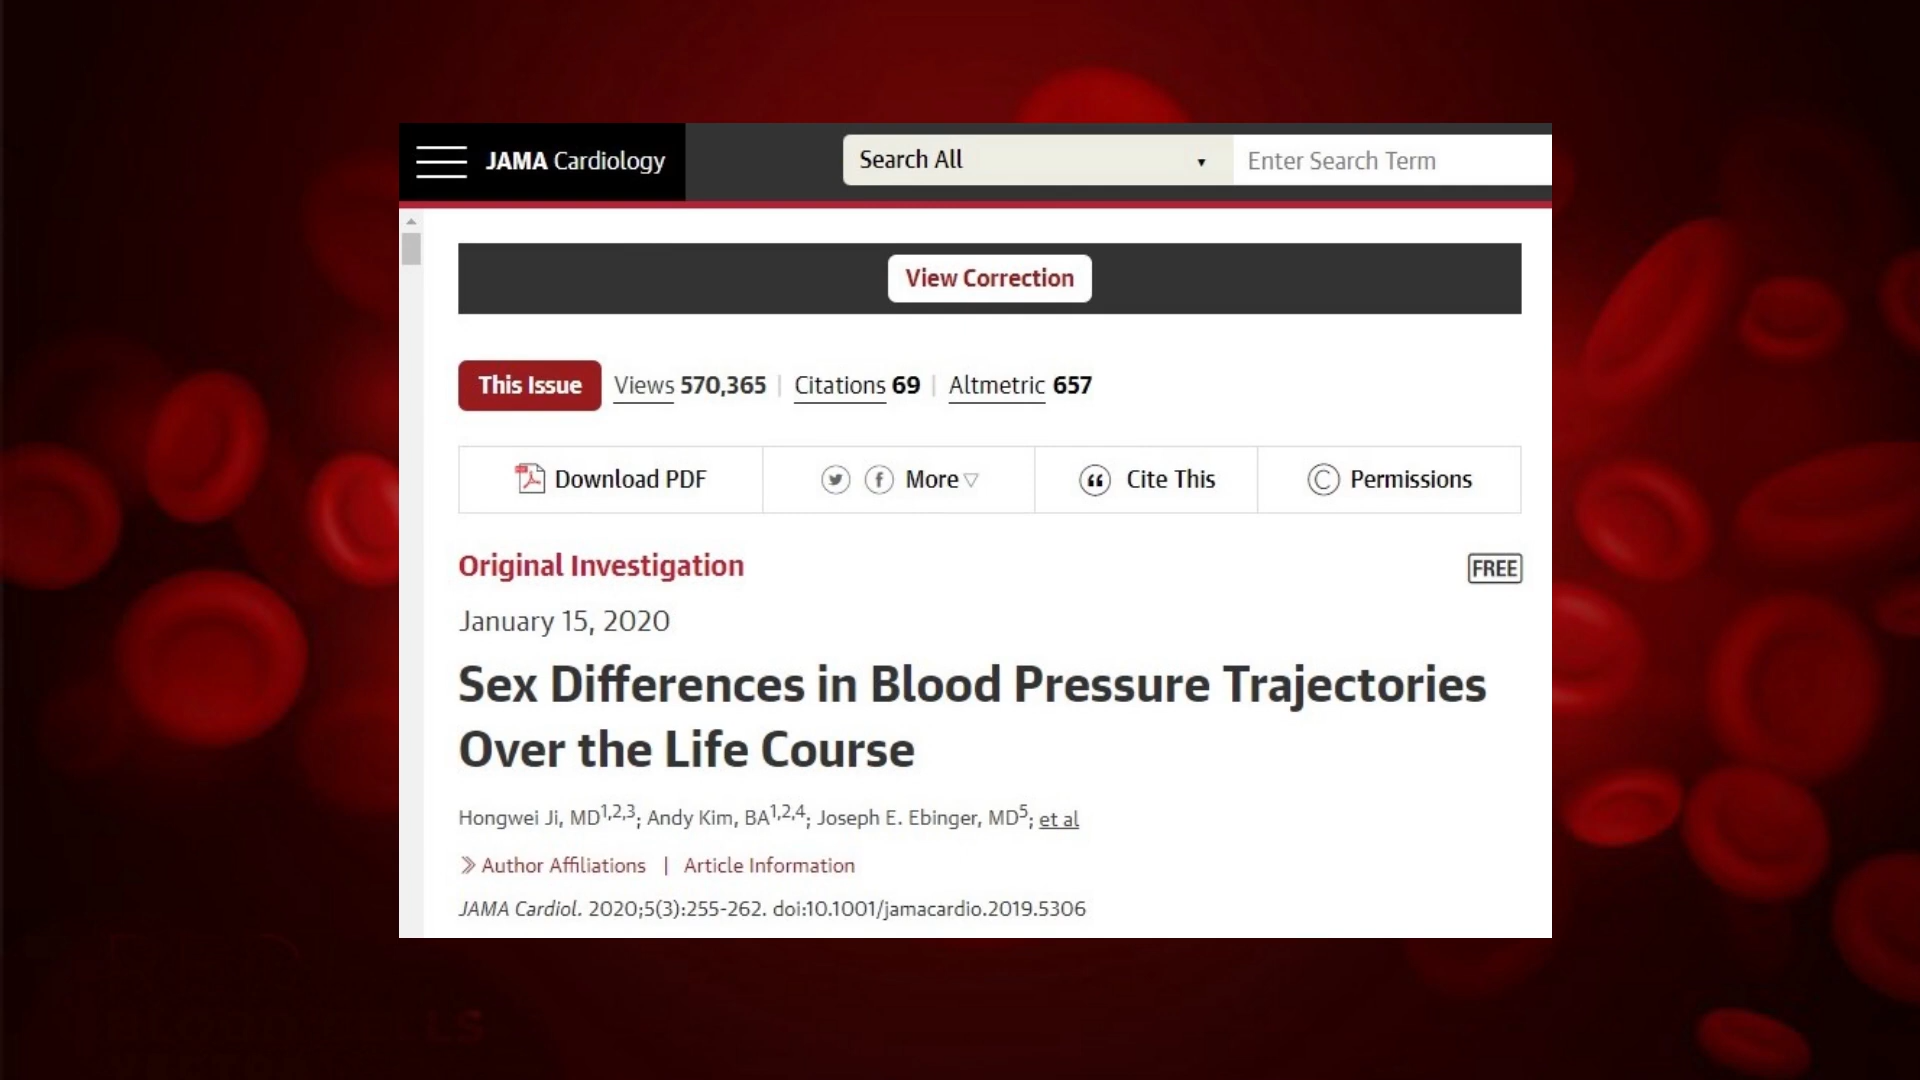 JAMA Cardiology
Search All
Enter Search Term
View Correction
This Issue Views 570,365 | Citations 69 | Altmetric 657
Download PDF More Cite This Permissions
Original Investigation
FREE
January 15, 2020
Sex Differences in Blood Pressure Trajectories
Over the Life Course
Hongwei Ji, MD1,2,3; Andy Kim, BA1,2,4; Joseph E. Ebinger, MD5; et al
Author Affiliations | Article Information
JAMA Cardiol. 2020;5(3):255-262. doi:10.1001/jamacardio.2019.5306